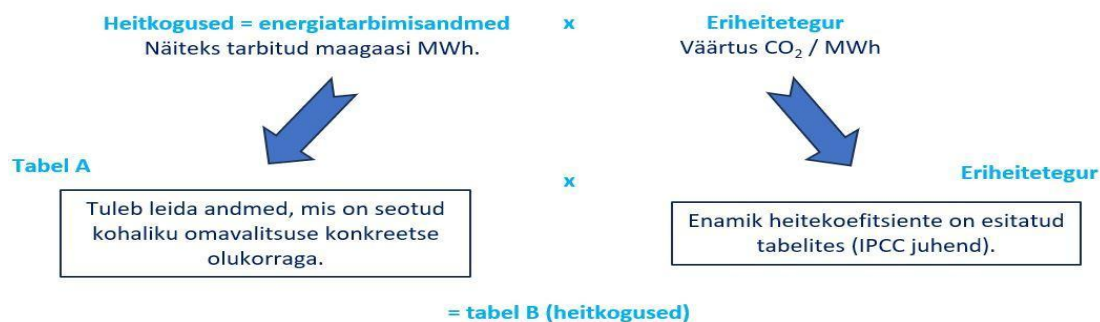 Heitkogused = energiatarbimisandmed x Eriheitetegur
Näiteks tarbitud maagaasi MWh. Väärtus CO₂ / MWh
Tabel A x Eriheitetegur
Tuleb leida andmed, mis on seotud
kohaliku omavalitsuse konkreetse
olukorraga.
Enamik heitekoefitsiente on esitatud
tabelites (IPCC juhend).
= tabel B (heitkogused)